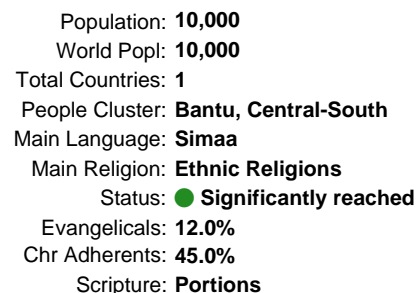 Population: 10,000
World Popl: 10,000
Total Countries: 1
People Cluster: Bantu, Central-South
Main Language: Simaa
Main Religion: Ethnic Religions
Status: Significantly reached
Evangelicals: 12.0%
Chr Adherents: 45.0%
Scripture: Portions